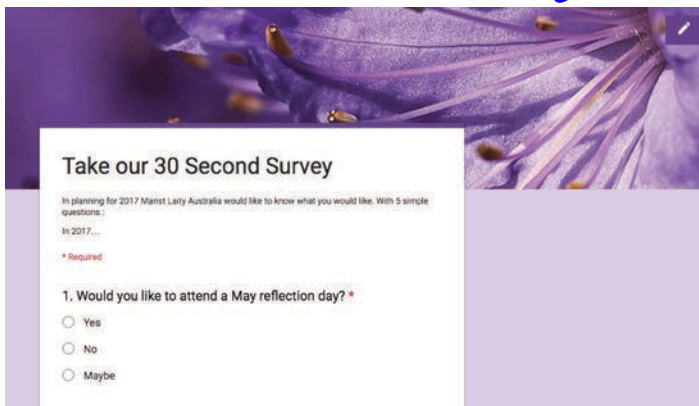 Take our 30 Second Survey
In planning for 2017 Marist Laity Australia would like to know what you would like. With 5 simple
questions :
In 2017...
* Required
1. Would you like to attend a May reflection day? *
Yes
No
Maybe